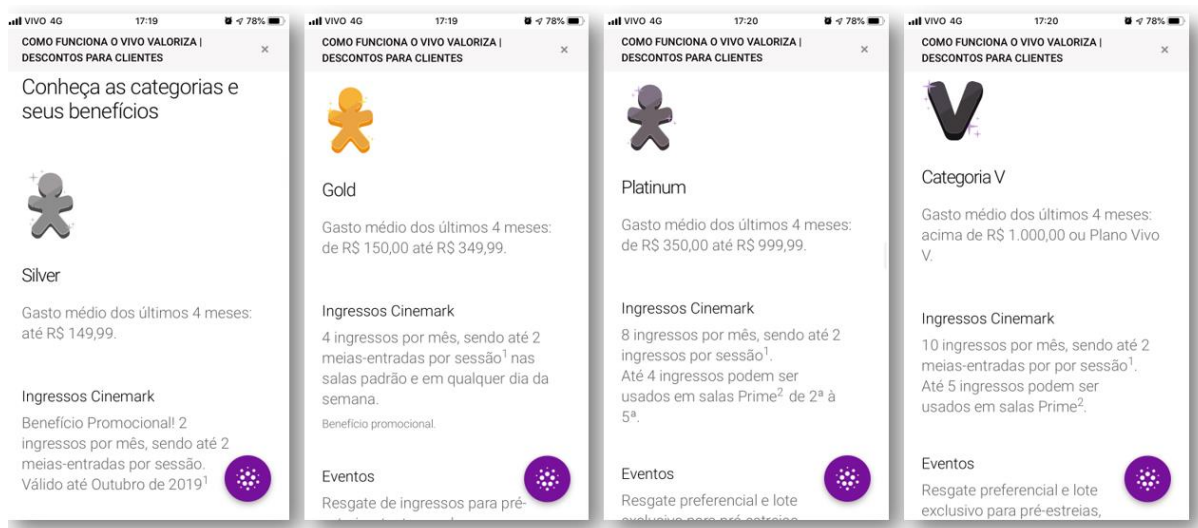 VIVO 4G 17:19 78%
COMO FUNCIONA O VIVO VALORIZA |
DESCONTOS PARA CLIENTES ×
Conheça as categorias e
seus benefícios
Silver
Gasto médio dos últimos 4 meses:
até R$ 149,99.
Ingressos Cinemark
Benefício Promocional! 2
ingressos por mês, sendo até 2
meias-entradas por sessão.
Válido até Outubro de 2019¹
VIVO 4G 17:19 78%
COMO FUNCIONA O VIVO VALORIZA |
DESCONTOS PARA CLIENTES ×
Gold
Gasto médio dos últimos 4 meses:
de R$ 150,00 até R$ 349,99.
Ingressos Cinemark
4 ingressos por mês, sendo até 2
meias-entradas por sessão¹ nas
salas padrão e em qualquer dia da
semana.
Benefício promocional.
Eventos
Resgate de ingressos para pré-
VIVO 4G 17:20 78%
COMO FUNCIONA O VIVO VALORIZA |
DESCONTOS PARA CLIENTES ×
Platinum
Gasto médio dos últimos 4 meses:
de R$ 350,00 até R$ 999,99.
Ingressos Cinemark
8 ingressos por mês, sendo até 2
ingressos por sessão¹.
Até 4 ingressos podem ser
usados em salas Prime² de 2ª à
5ª.
Eventos
Resgate preferencial e lote
VIVO 4G 17:20 78%
COMO FUNCIONA O VIVO VALORIZA |
DESCONTOS PARA CLIENTES ×
V
Categoria V
Gasto médio dos últimos 4 meses:
acima de R$ 1.000,00 ou Plano Vivo
V.
Ingressos Cinemark
10 ingressos por mês, sendo até 2
meias-entradas por por sessão¹.
Até 5 ingressos podem ser
usados em salas Prime².
Eventos
Resgate preferencial e lote
exclusivo para pré-estreias,